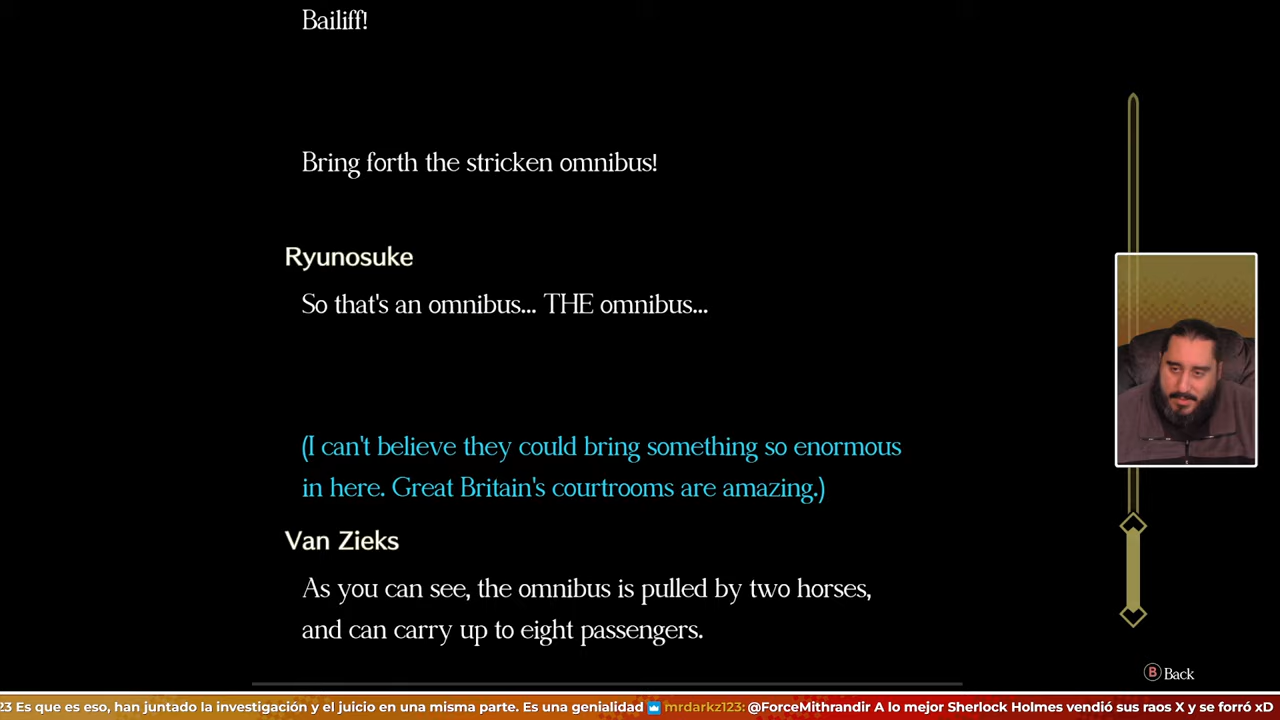 Bailiff!
Bring forth the stricken omnibus!
Ryunosuke
So that's an omnibus... THE omnibus...
(I can't believe they could bring something so enormous
in here. Great Britain's courtrooms are amazing.)
Van Zieks
As you can see, the omnibus is pulled by two horses,
and can carry up to eight passengers.
B Back
23 Es que es eso, han juntado la investigación y el juicio en una misma parte. Es una genialidad mrdarkz123: @ForceMithrandir A lo mejor Sherlock Holmes vendió sus raos X y se forró xD